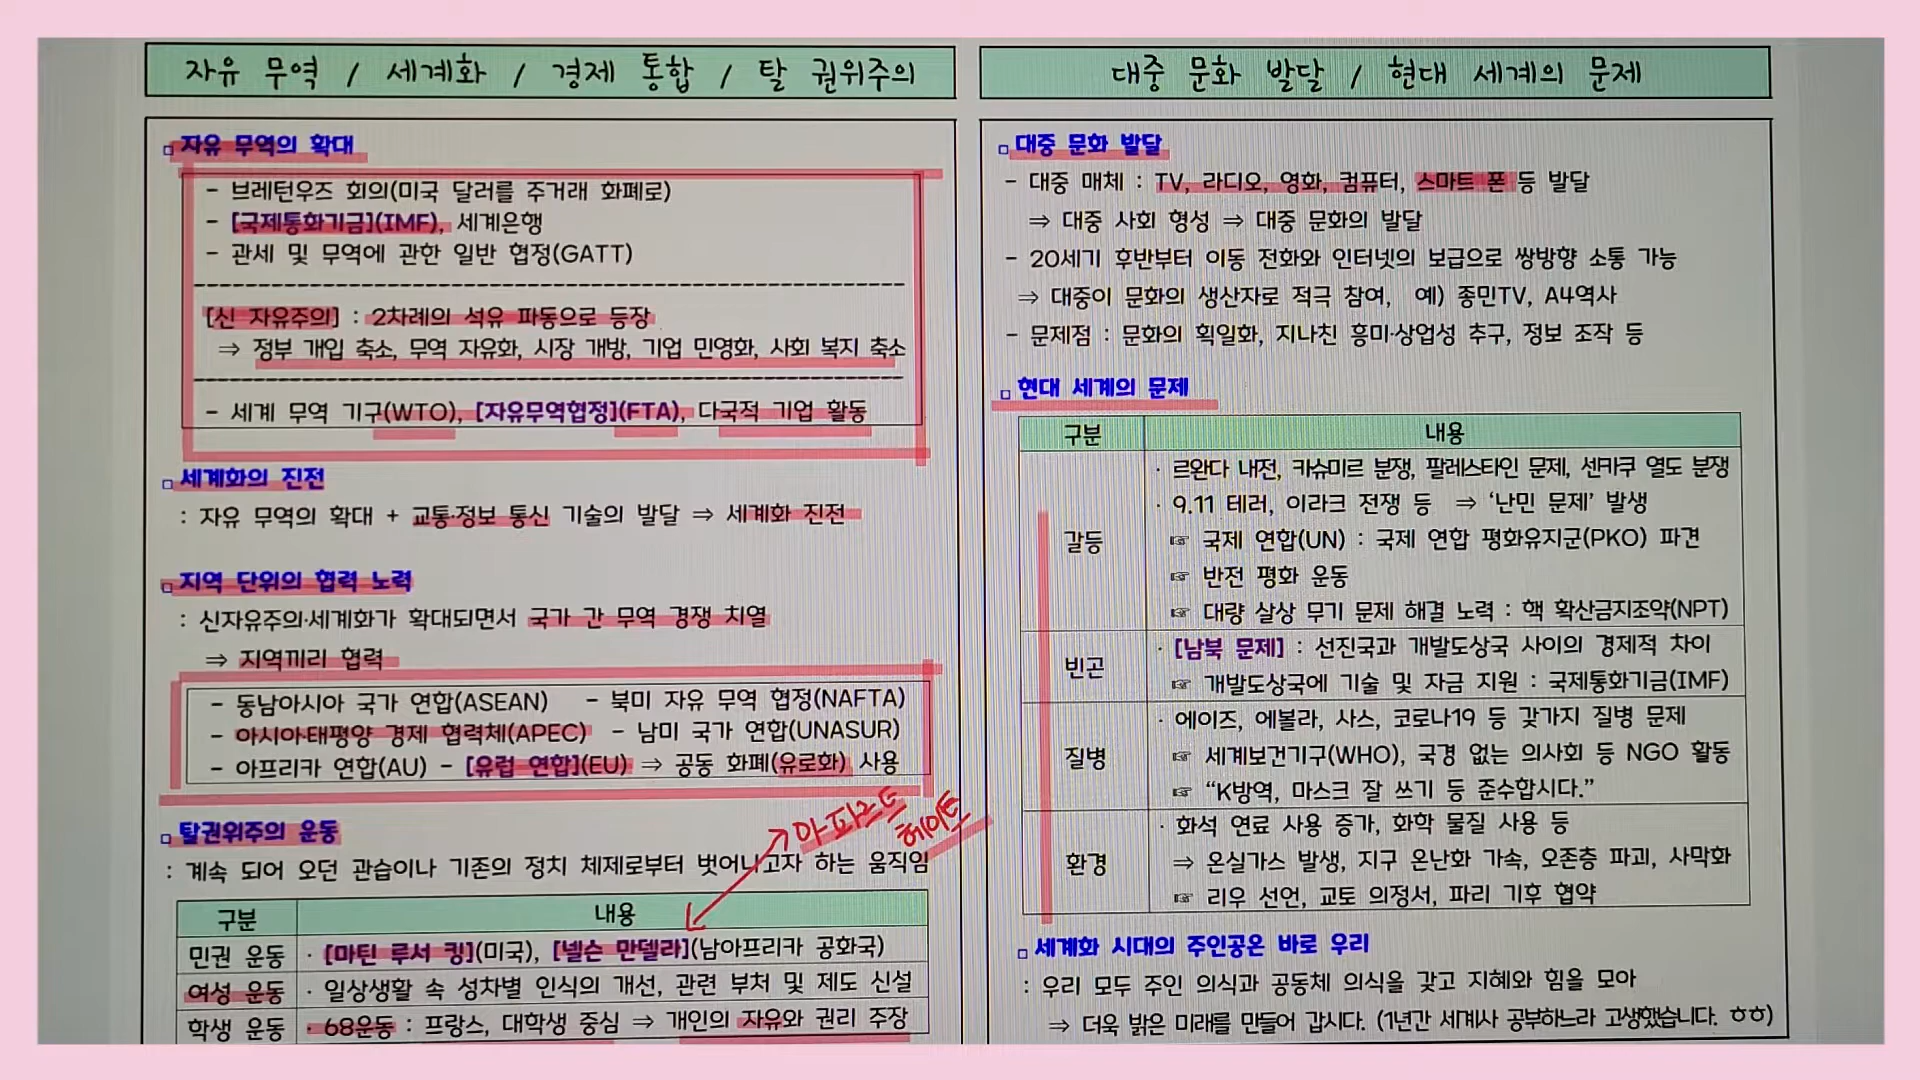 자유 무역 / 세계화 / 경제 통합 / 탈 권위주의
□ 자유 무역의 확대
- 브레턴우즈 회의(미국 달러를 주거래 화폐로)
- [국제통화기금](IMF), 세계은행
- 관세 및 무역에 관한 일반 협정(GATT)
[신 자유주의] : 2차례의 석유 파동으로 등장
⇒ 정부 개입 축소, 무역 자유화, 시장 개방, 기업 민영화, 사회 복지 축소
- 세계 무역 기구(WTO), [자유무역협정](FTA), 다국적 기업 활동
□ 세계화의 진전
: 자유 무역의 확대 + 교통·정보 통신 기술의 발달 ⇒ 세계화 진전
□ 지역 단위의 협력 노력
: 신자유주의·세계화가 확대되면서 국가 간 무역 경쟁 치열
⇒ 지역끼리 협력
- 동남아시아 국가 연합(ASEAN) - 북미 자유 무역 협정(NAFTA)
- 아시아·태평양 경제 협력체(APEC) - 남미 국가 연합(UNASUR)
- 아프리카 연합(AU) - [유럽 연합](EU) ⇒ 공동 화폐(유로화) 사용
아파르트
헤이트
□ 탈권위주의 운동
: 계속 되어 오던 관습이나 기존의 정치 체제로부터 벗어나고자 하는 움직임
구분 내용
민권 운동 · [마틴 루서 킹](미국), [넬슨 만델라](남아프리카 공화국)
여성 운동 · 일상생활 속 성차별 인식의 개선, 관련 부처 및 제도 신설
학생 운동 · 68운동 : 프랑스, 대학생 중심 ⇒ 개인의 자유와 권리 주장
대중 문화 발달 / 현대 세계의 문제
□ 대중 문화 발달
- 대중 매체 : TV, 라디오, 영화, 컴퓨터, 스마트 폰 등 발달
⇒ 대중 사회 형성 ⇒ 대중 문화의 발달
- 20세기 후반부터 이동 전화와 인터넷의 보급으로 쌍방향 소통 가능
⇒ 대중이 문화의 생산자로 적극 참여, 예) 종민TV, A4역사
- 문제점 : 문화의 획일화, 지나친 흥미·상업성 추구, 정보 조작 등
□ 현대 세계의 문제
구분 내용
갈등
· 르완다 내전, 카슈미르 분쟁, 팔레스타인 문제, 센카쿠 열도 분쟁
· 9.11 테러, 이라크 전쟁 등 ⇒ ‘난민 문제’ 발생
☞ 국제 연합(UN) : 국제 연합 평화유지군(PKO) 파견
☞ 반전 평화 운동
☞ 대량 살상 무기 문제 해결 노력 : 핵 확산금지조약(NPT)
빈곤
· [남북 문제] : 선진국과 개발도상국 사이의 경제적 차이
☞ 개발도상국에 기술 및 자금 지원 : 국제통화기금(IMF)
질병
· 에이즈, 에볼라, 사스, 코로나19 등 갖가지 질병 문제
☞ 세계보건기구(WHO), 국경 없는 의사회 등 NGO 활동
☞ “K방역, 마스크 잘 쓰기 등 준수합시다.”
환경
· 화석 연료 사용 증가, 화학 물질 사용 등
⇒ 온실가스 발생, 지구 온난화 가속, 오존층 파괴, 사막화
☞ 리우 선언, 교토 의정서, 파리 기후 협약
□ 세계화 시대의 주인공은 바로 우리
: 우리 모두 주인 의식과 공동체 의식을 갖고 지혜와 힘을 모아
⇒ 더욱 밝은 미래를 만들어 갑시다. (1년간 세계사 공부하느라 고생했습니다. ㅎㅎ)